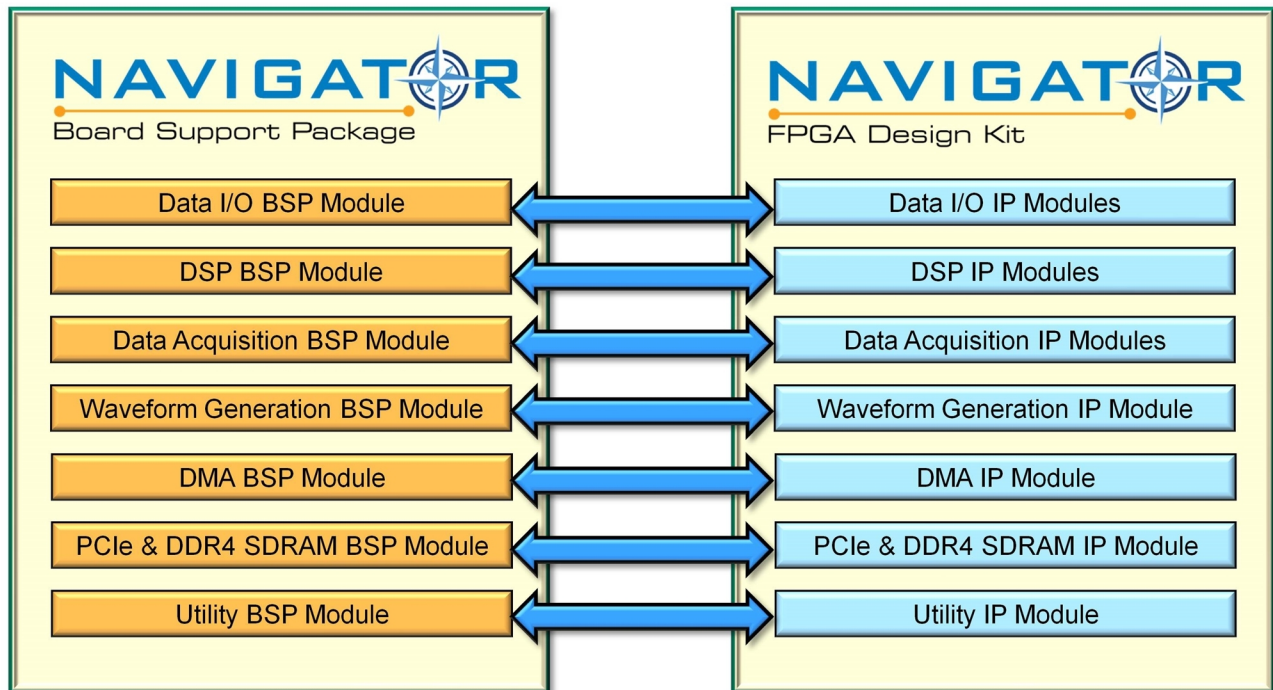 NAVIGATOR
Board Support Package
Data I/O BSP Module
DSP BSP Module
Data Acquisition BSP Module
Waveform Generation BSP Module
DMA BSP Module
PCIe & DDR4 SDRAM BSP Module
Utility BSP Module
NAVIGATOR
FPGA Design Kit
Data I/O IP Modules
DSP IP Modules
Data Acquisition IP Modules
Waveform Generation IP Module
DMA IP Module
PCIe & DDR4 SDRAM IP Module
Utility IP Module